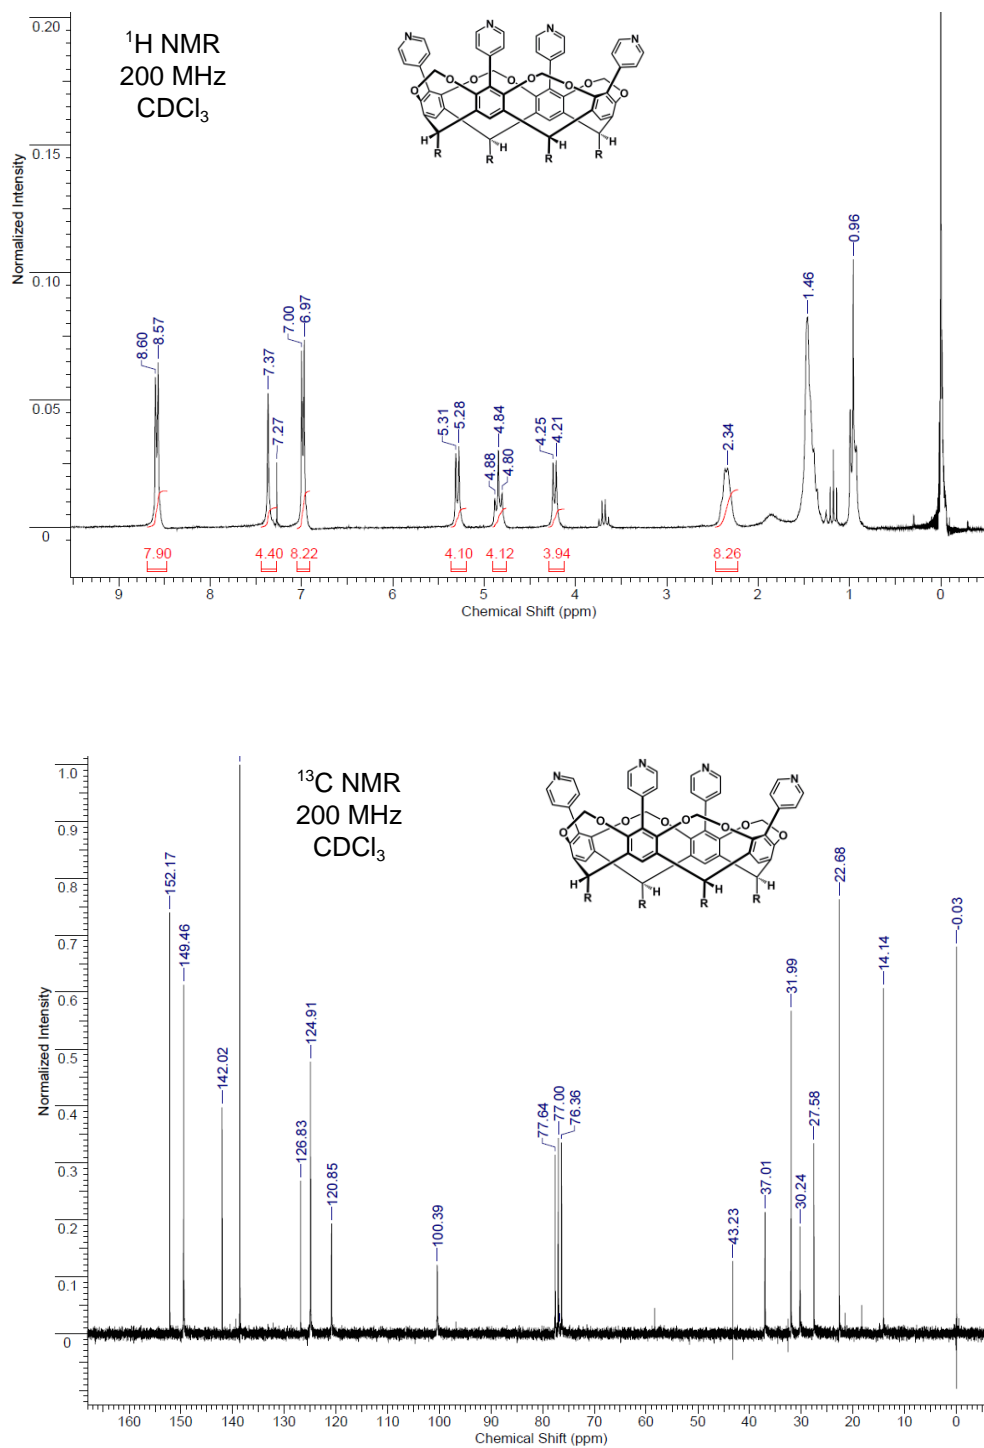 ¹H NMR
200 MHz
CDCl₃
N N N N
O O O O O O O O
H H H H
R R R R
Normalized Intensity
0.20
0.15
0.10
0.05
0
8.60 8.57 7.37 7.27 7.00 6.97 5.31 5.28 4.88 4.84 4.80 4.25 4.21 2.34 1.46 0.96
7.90 4.40 8.22 4.10 4.12 3.94 8.26
9 8 7 6 5 4 3 2 1 0
Chemical Shift (ppm)
¹³C NMR
200 MHz
CDCl₃
N N N N
O O O O O O O O
H H H H
R R R R
Normalized Intensity
1.0
0.9
0.8
0.7
0.6
0.5
0.4
0.3
0.2
0.1
0
152.17 149.46 142.02 126.83 124.91 120.85 100.39 77.64 77.00 76.36 43.23 37.01 31.99 30.24 27.58 22.68 14.14 -0.03
160 150 140 130 120 110 100 90 80 70 60 50 40 30 20 10 0
Chemical Shift (ppm)